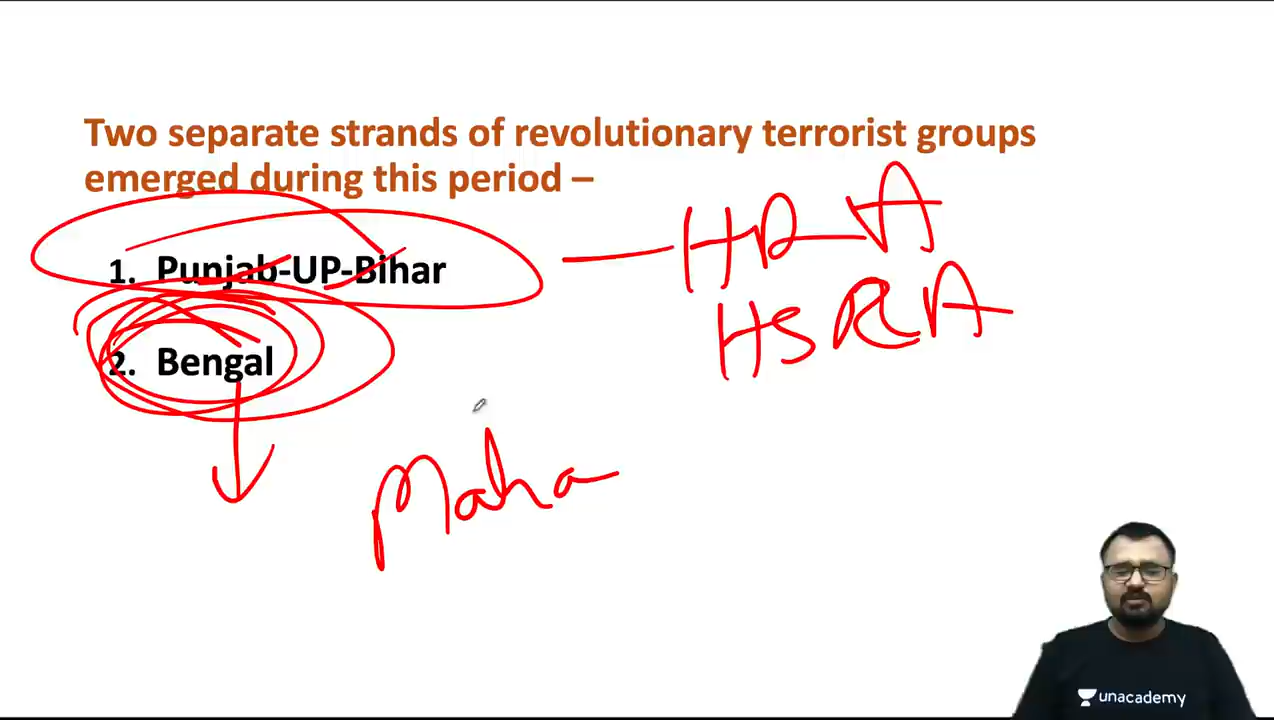 Two separate strands of revolutionary terrorist groups
emerged during this period –
1. Punjab-UP-Bihar
HRA
HSRA
2. Bengal
Maha
unacademy